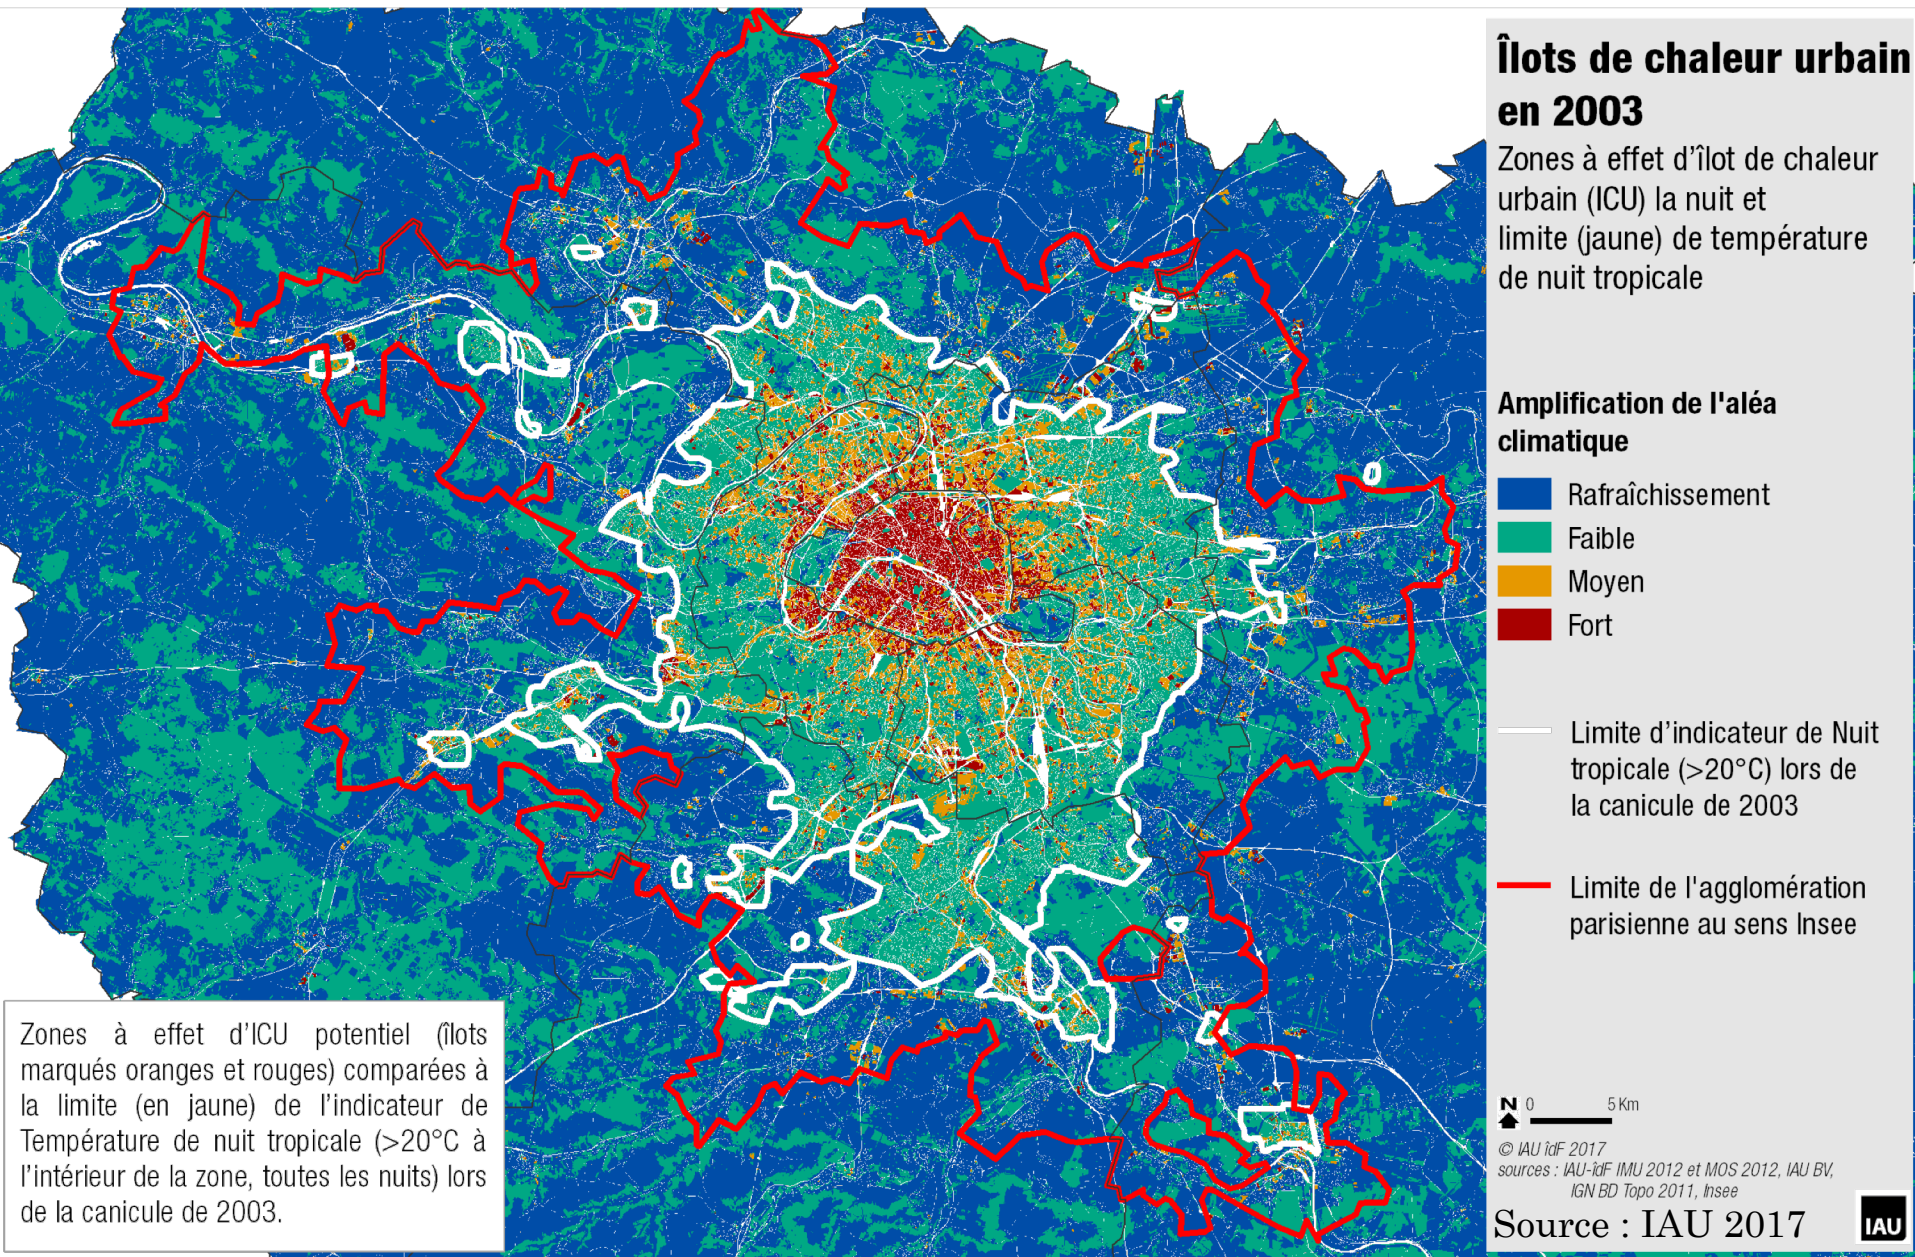 Îlots de chaleur urbain
en 2003
Zones à effet d'îlot de chaleur
urbain (ICU) la nuit et
limite (jaune) de température
de nuit tropicale
Amplification de l'aléa
climatique
Rafraîchissement
Faible
Moyen
Fort
Limite d'indicateur de Nuit
tropicale (>20°C) lors de
la canicule de 2003
Limite de l'agglomération
parisienne au sens Insee
N 0 5 Km
© IAU îdF 2017
sources : IAU-îdF IMU 2012 et MOS 2012, IAU BV,
IGN BD Topo 2011, Insee
Source : IAU 2017
IAU
Zones à effet d'ICU potentiel (îlots
marqués oranges et rouges) comparées à
la limite (en jaune) de l'indicateur de
Température de nuit tropicale (>20°C à
l'intérieur de la zone, toutes les nuits) lors
de la canicule de 2003.